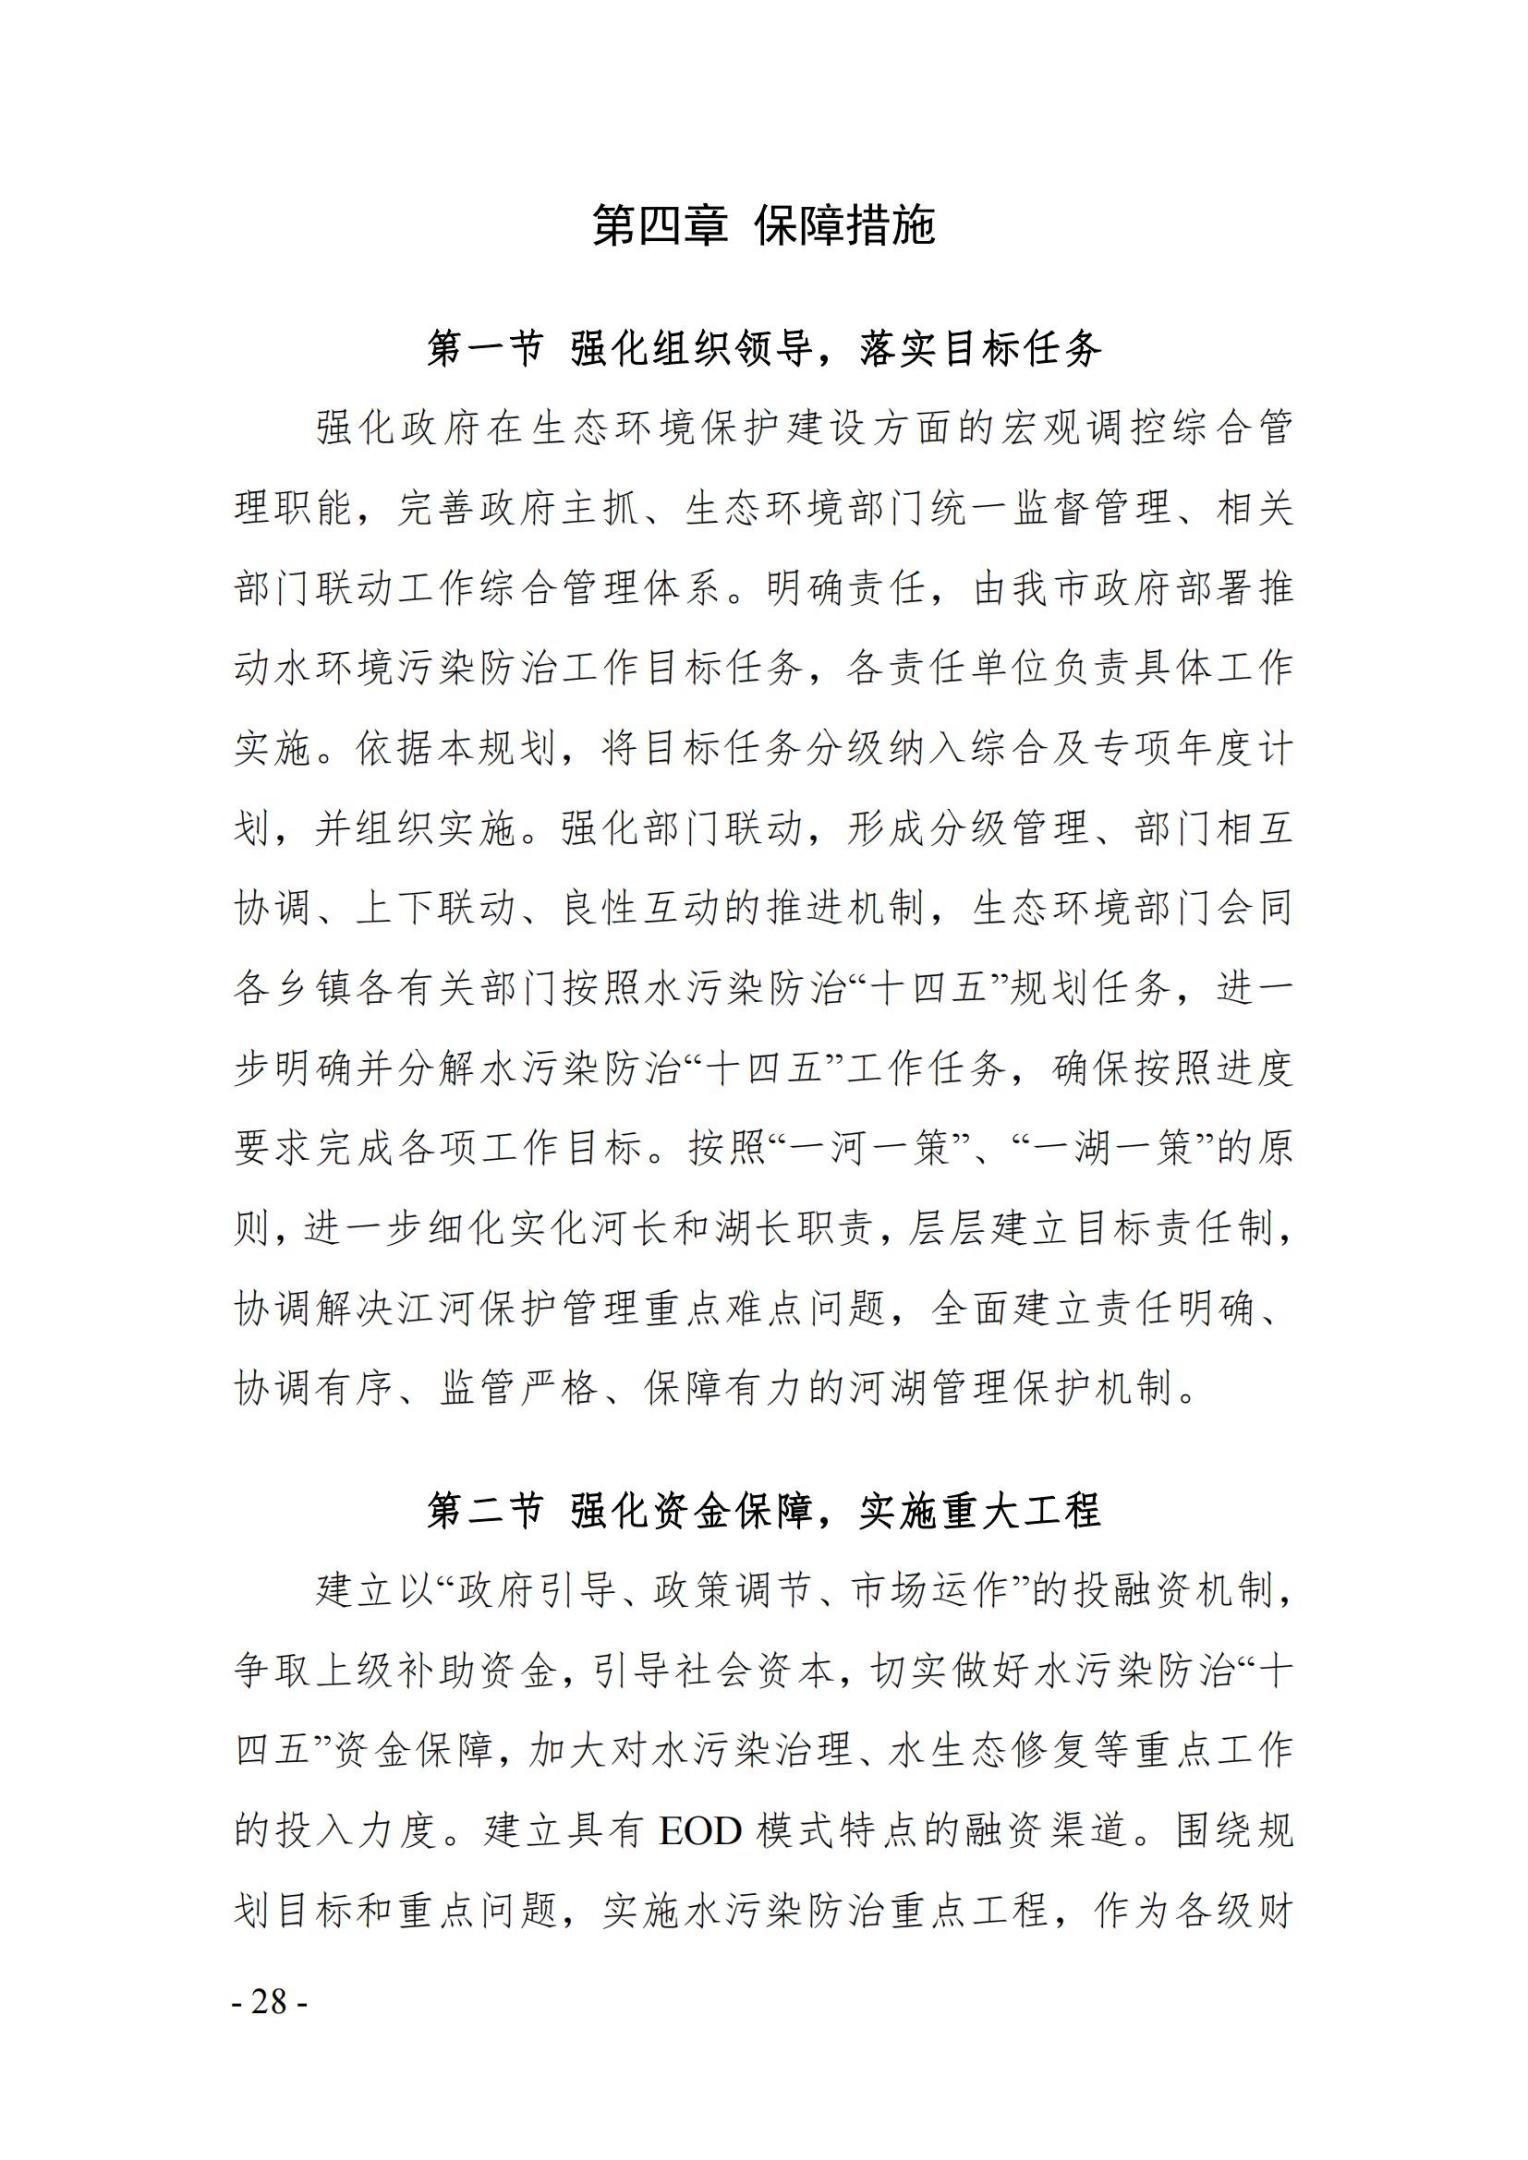 第四章 保障措施
第一节 强化组织领导，落实目标任务
强化政府在生态环境保护建设方面的宏观调控综合管
理职能，完善政府主抓、生态环境部门统一监督管理、相关
部门联动工作综合管理体系。明确责任，由我市政府部署推
动水环境污染防治工作目标任务，各责任单位负责具体工作
实施。依据本规划，将目标任务分级纳入综合及专项年度计
划，并组织实施。强化部门联动，形成分级管理、部门相互
协调、上下联动、良性互动的推进机制，生态环境部门会同
各乡镇各有关部门按照水污染防治“十四五”规划任务，进一
步明确并分解水污染防治“十四五”工作任务，确保按照进度
要求完成各项工作目标。按照“一河一策”、“一湖一策”的原
则，进一步细化实化河长和湖长职责，层层建立目标责任制，
协调解决江河保护管理重点难点问题，全面建立责任明确、
协调有序、监管严格、保障有力的河湖管理保护机制。
第二节 强化资金保障，实施重大工程
建立以“政府引导、政策调节、市场运作”的投融资机制，
争取上级补助资金，引导社会资本，切实做好水污染防治“十
四五”资金保障，加大对水污染治理、水生态修复等重点工作
的投入力度。建立具有 EOD 模式特点的融资渠道。围绕规
划目标和重点问题，实施水污染防治重点工程，作为各级财
- 28 -